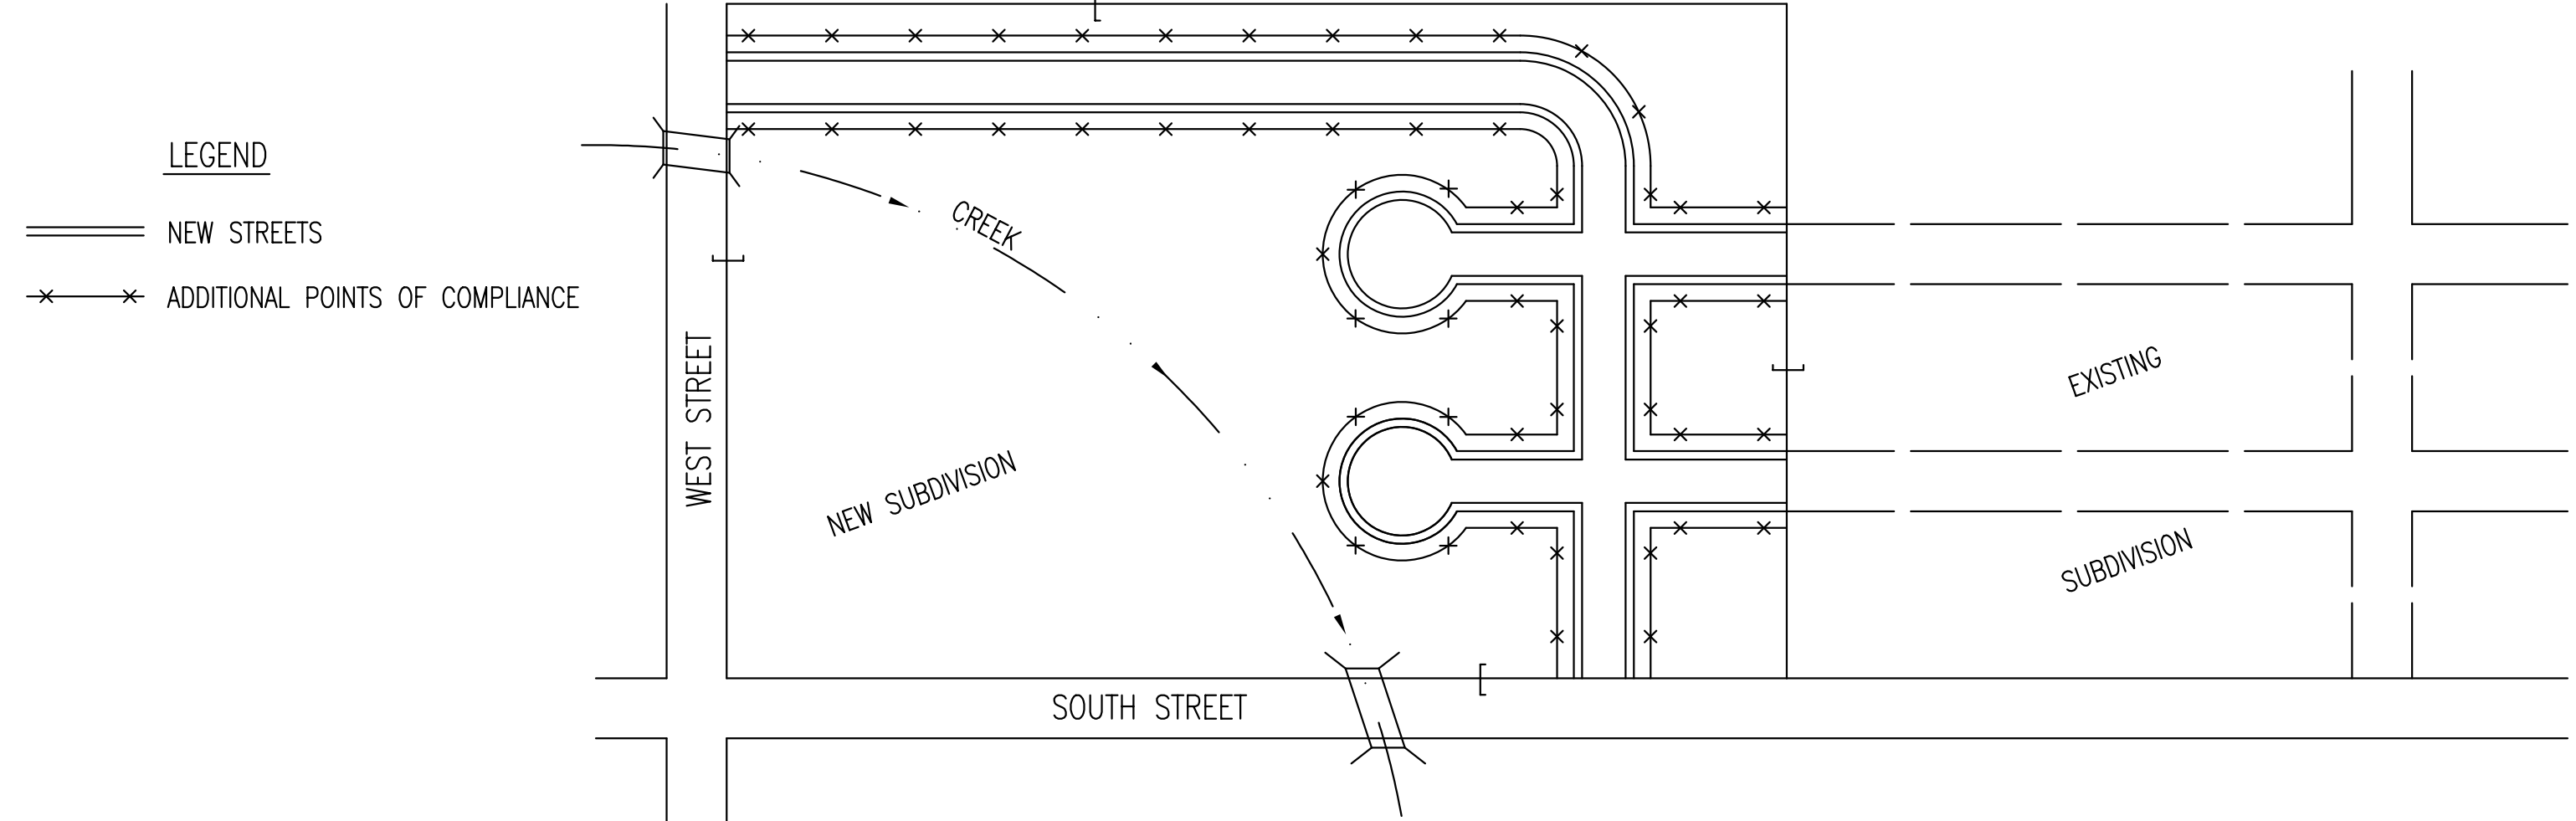 LEGEND
NEW STREETS
ADDITIONAL POINTS OF COMPLIANCE
CREEK
WEST STREET
NEW SUBDIVISION
SOUTH STREET
EXISTING
SUBDIVISION